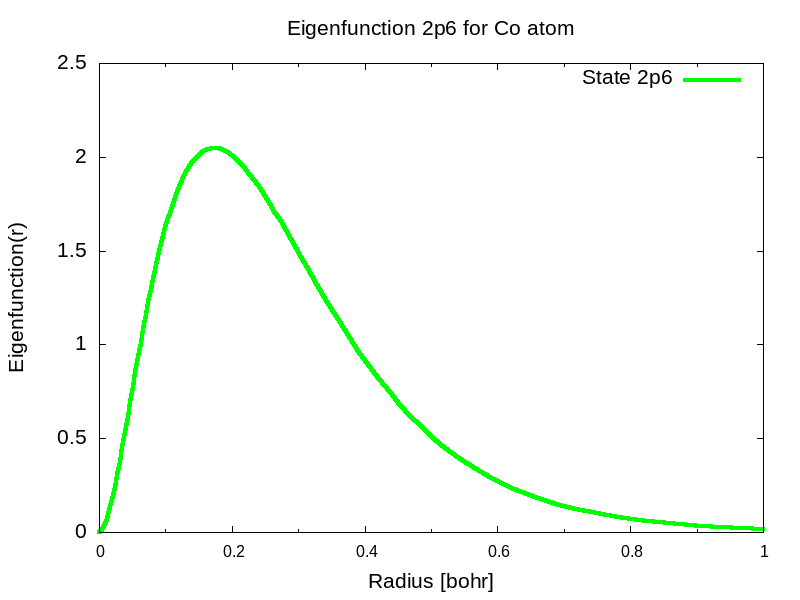 Eigenfunction 2p6 for Co atom
State 2p6
Eigenfunction(r)
2.5
2
1.5
1
0.5
0
0 0.2 0.4 0.6 0.8 1
Radius [bohr]